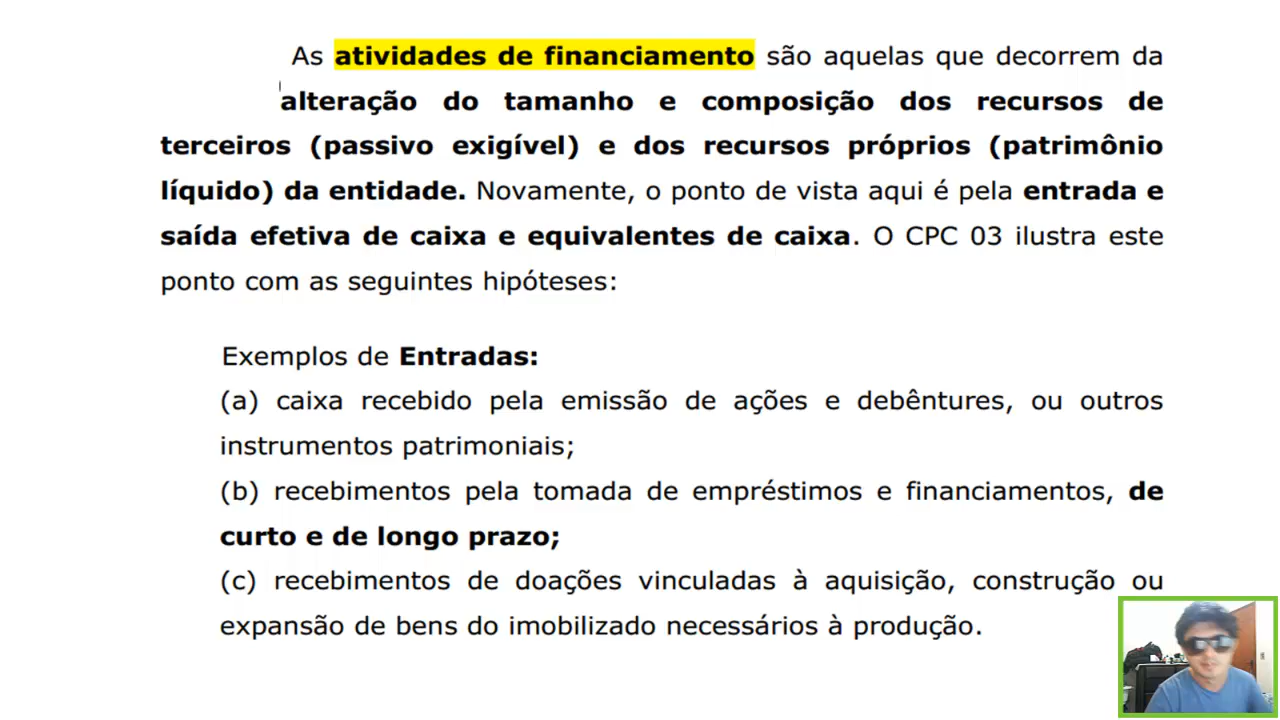 As atividades de financiamento são aquelas que decorrem da
alteração do tamanho e composição dos recursos de
terceiros (passivo exigível) e dos recursos próprios (patrimônio
líquido) da entidade. Novamente, o ponto de vista aqui é pela entrada e
saída efetiva de caixa e equivalentes de caixa. O CPC 03 ilustra este
ponto com as seguintes hipóteses:
Exemplos de Entradas:
(a) caixa recebido pela emissão de ações e debêntures, ou outros
instrumentos patrimoniais;
(b) recebimentos pela tomada de empréstimos e financiamentos, de
curto e de longo prazo;
(c) recebimentos de doações vinculadas à aquisição, construção ou
expansão de bens do imobilizado necessários à produção.